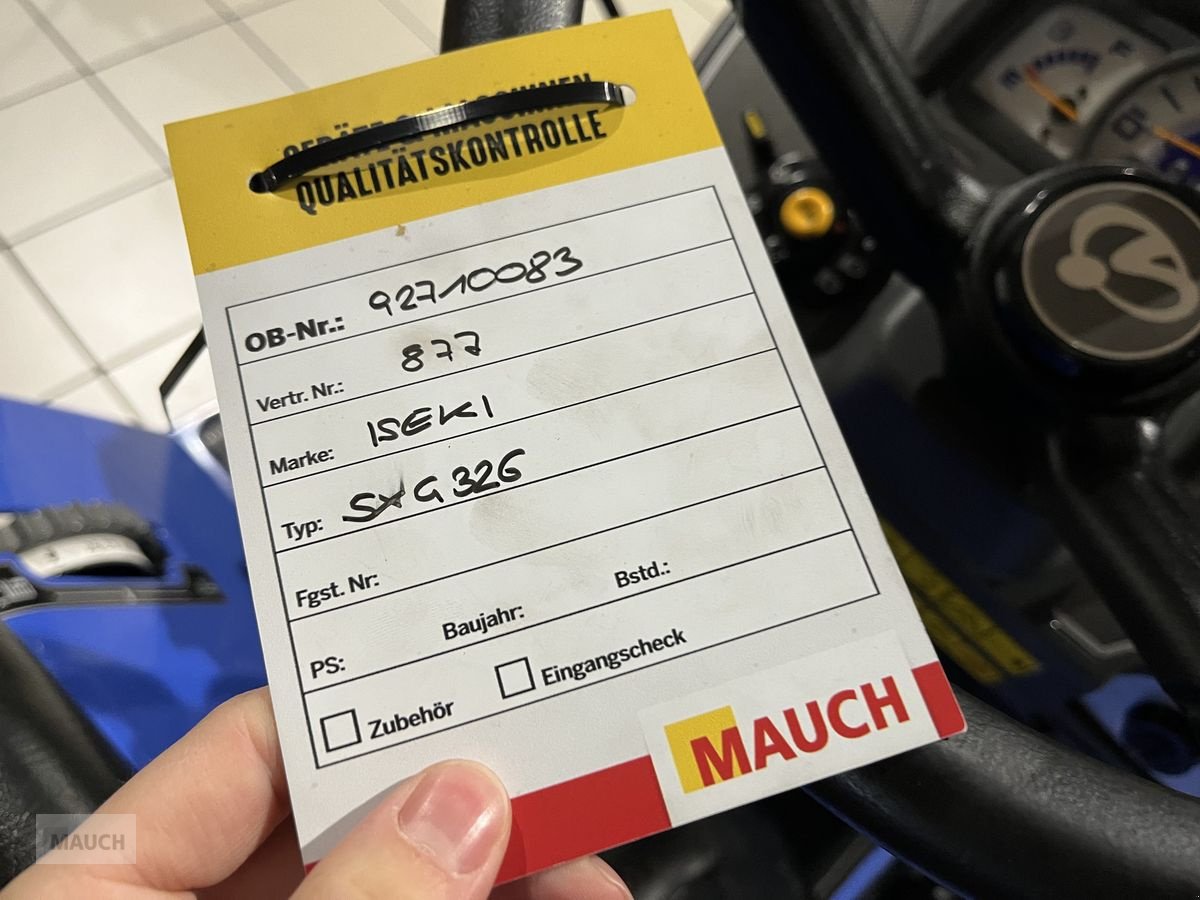 GERÄTE & MASCHINEN
QUALITÄTSKONTROLLE
OB-Nr.: 92710083
Vertr. Nr.: 877
Marke: ISEKI
Typ: SXG326
Fgst. Nr:
PS: Baujahr: Bstd.:
Zubehör Eingangscheck
MAUCH
MAUCH